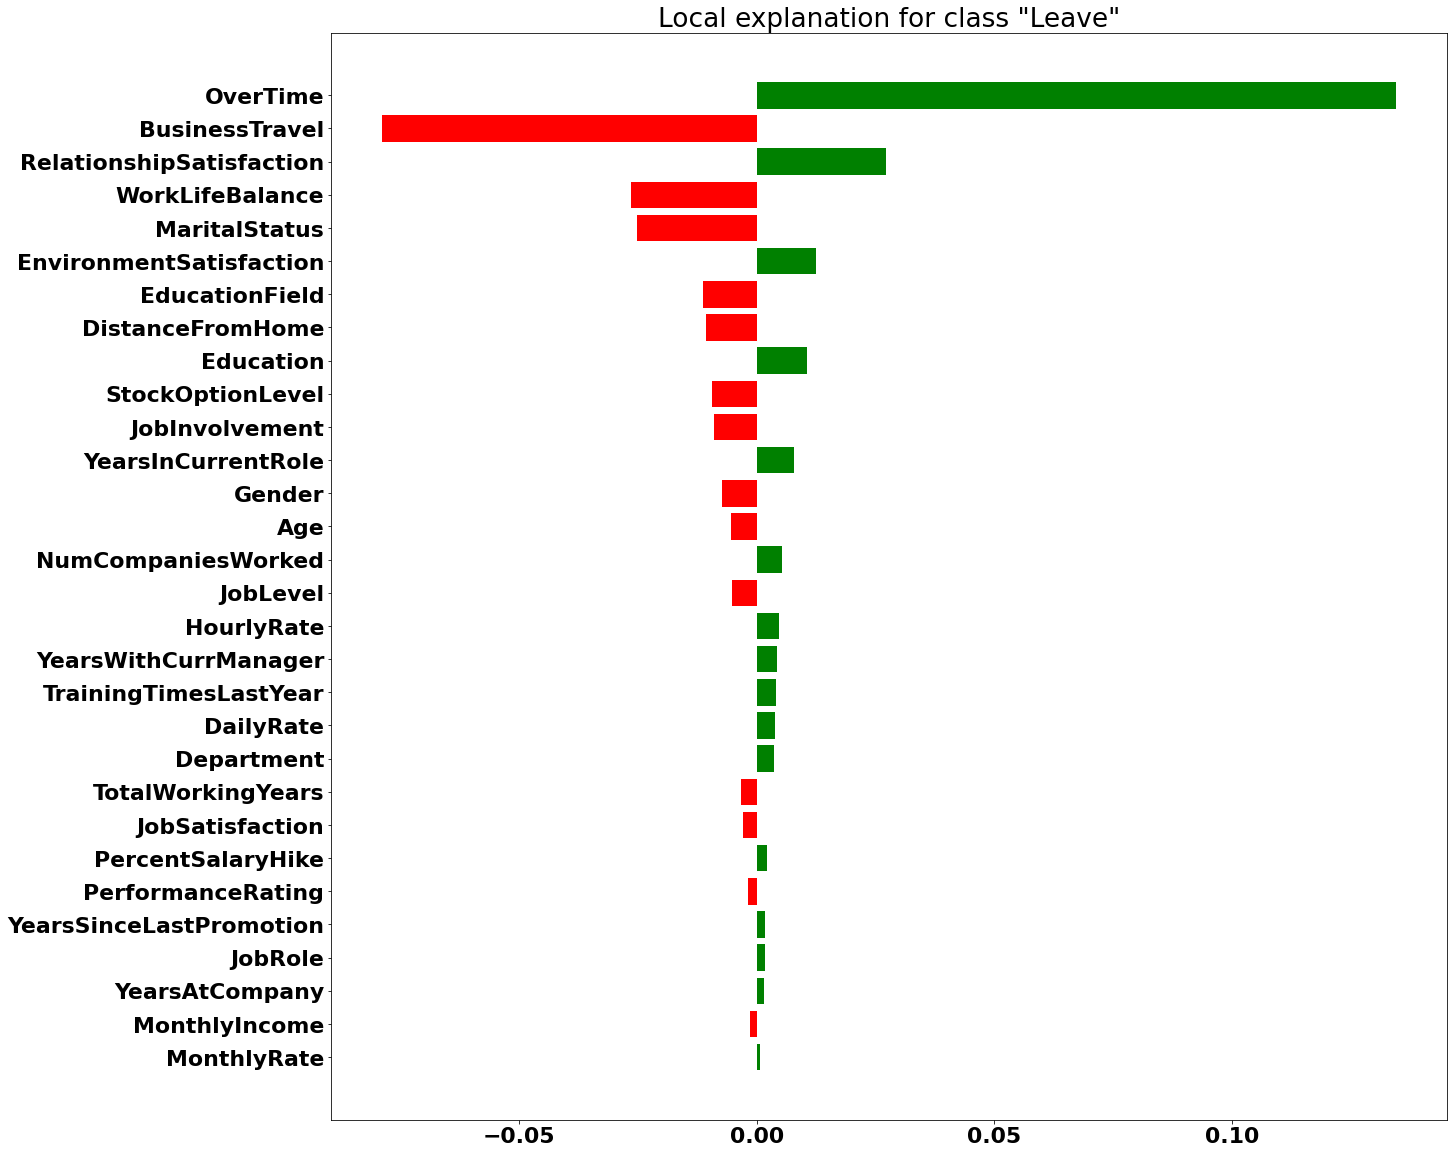 Local explanation for class "Leave"
OverTime
BusinessTravel
RelationshipSatisfaction
WorkLifeBalance
MaritalStatus
EnvironmentSatisfaction
EducationField
DistanceFromHome
Education
StockOptionLevel
JobInvolvement
YearsInCurrentRole
Gender
Age
NumCompaniesWorked
JobLevel
HourlyRate
YearsWithCurrManager
TrainingTimesLastYear
DailyRate
Department
TotalWorkingYears
JobSatisfaction
PercentSalaryHike
PerformanceRating
YearsSinceLastPromotion
JobRole
YearsAtCompany
MonthlyIncome
MonthlyRate
−0.05 0.00 0.05 0.10